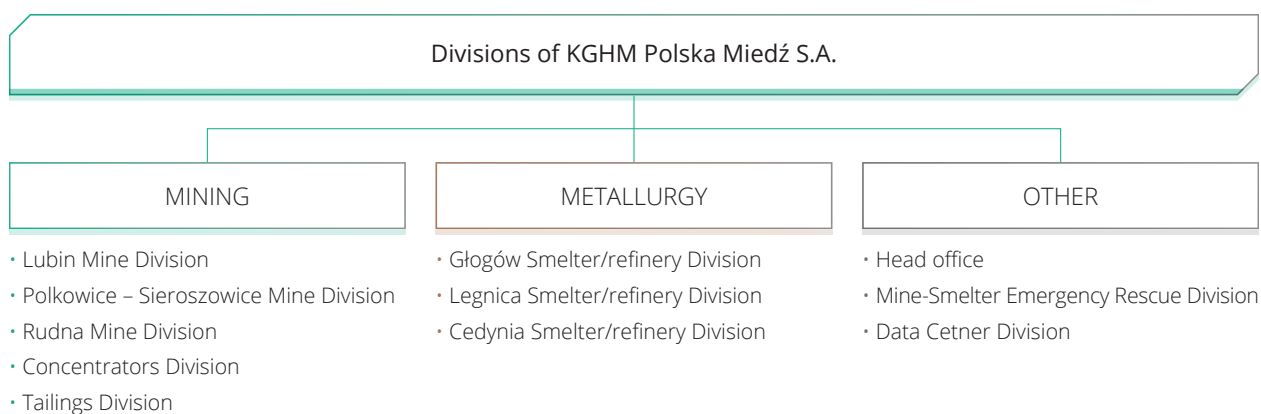 Divisions of KGHM Polska Miedź S.A.
MINING
• Lubin Mine Division
• Polkowice – Sieroszowice Mine Division
• Rudna Mine Division
• Concentrators Division
• Tailings Division
METALLURGY
• Głogów Smelter/refinery Division
• Legnica Smelter/refinery Division
• Cedynia Smelter/refinery Division
OTHER
• Head office
• Mine-Smelter Emergency Rescue Division
• Data Cetner Division